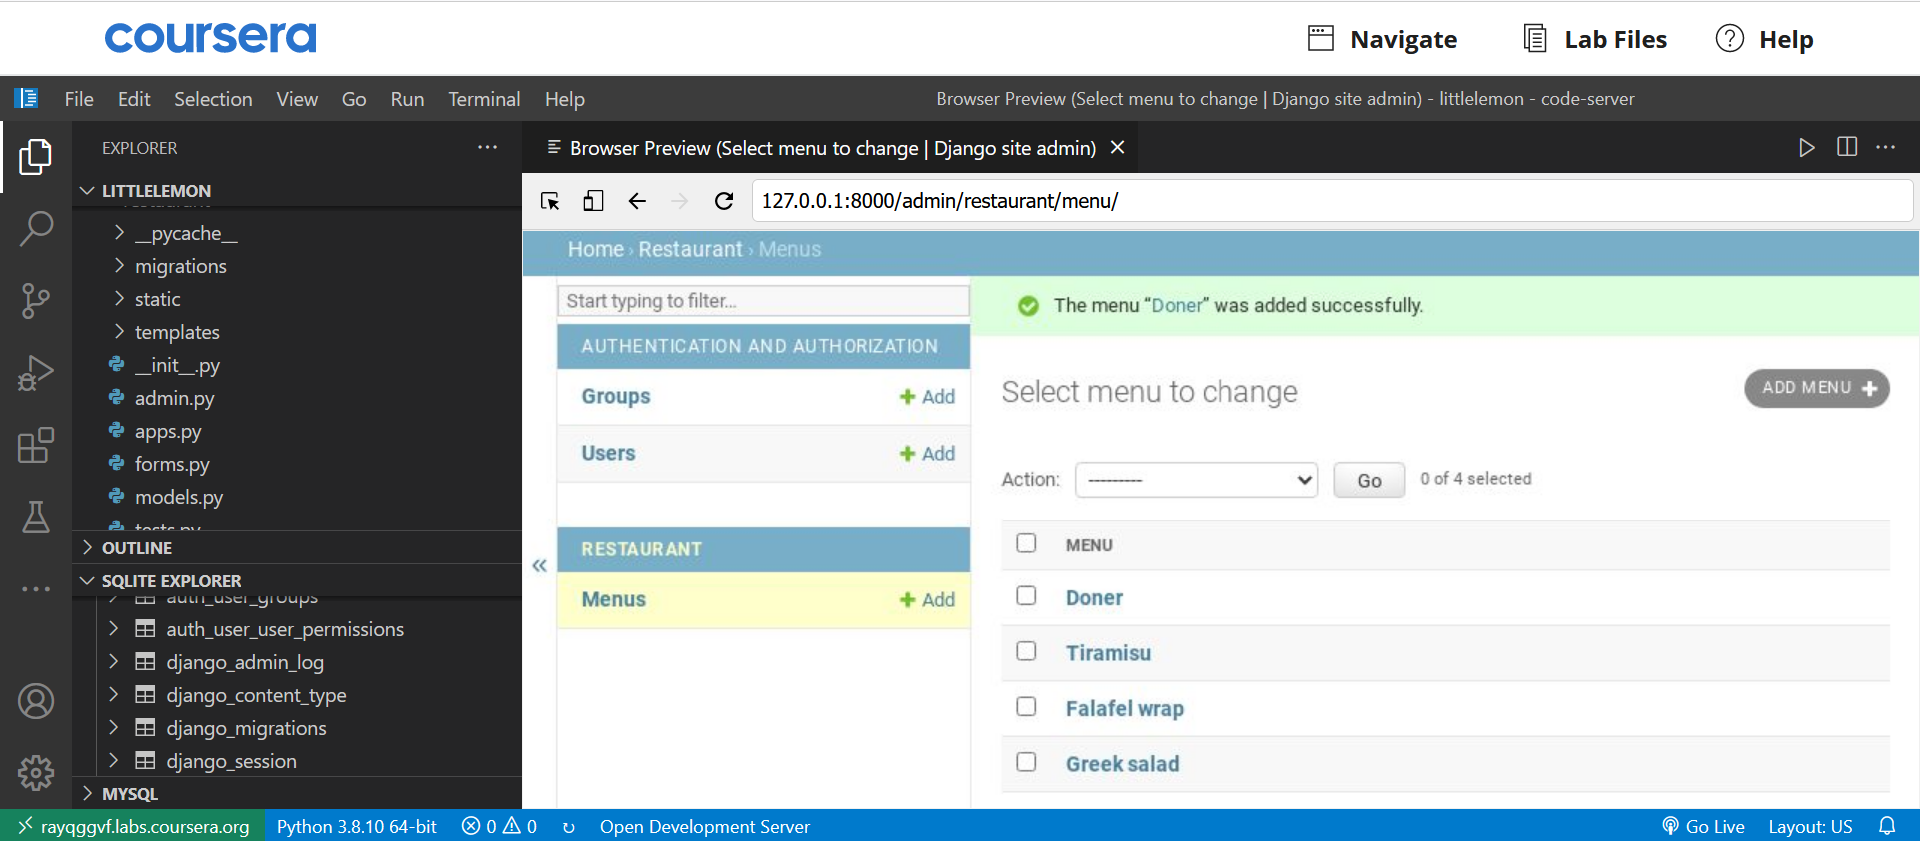 coursera
Navigate
Lab Files
Help
File Edit Selection View Go Run Terminal Help
Browser Preview (Select menu to change | Django site admin) - littlelemon - code-server
EXPLORER
Browser Preview (Select menu to change | Django site admin)
LITTLELEMON
__pycache__
migrations
static
templates
__init__.py
admin.py
apps.py
forms.py
models.py
tests.py
OUTLINE
SQLITE EXPLORER
auth_user_groups
auth_user_user_permissions
django_admin_log
django_content_type
django_migrations
django_session
MYSQL
127.0.0.1:8000/admin/restaurant/menu/
Home › Restaurant › Menus
Start typing to filter...
AUTHENTICATION AND AUTHORIZATION
Groups
Add
Users
Add
RESTAURANT
«
Menus
Add
The menu “Doner” was added successfully.
Select menu to change
ADD MENU
Action:
---------
Go
0 of 4 selected
MENU
Doner
Tiramisu
Falafel wrap
Greek salad
rayqggvf.labs.coursera.org
Python 3.8.10 64-bit
0
0
Open Development Server
Go Live
Layout: US